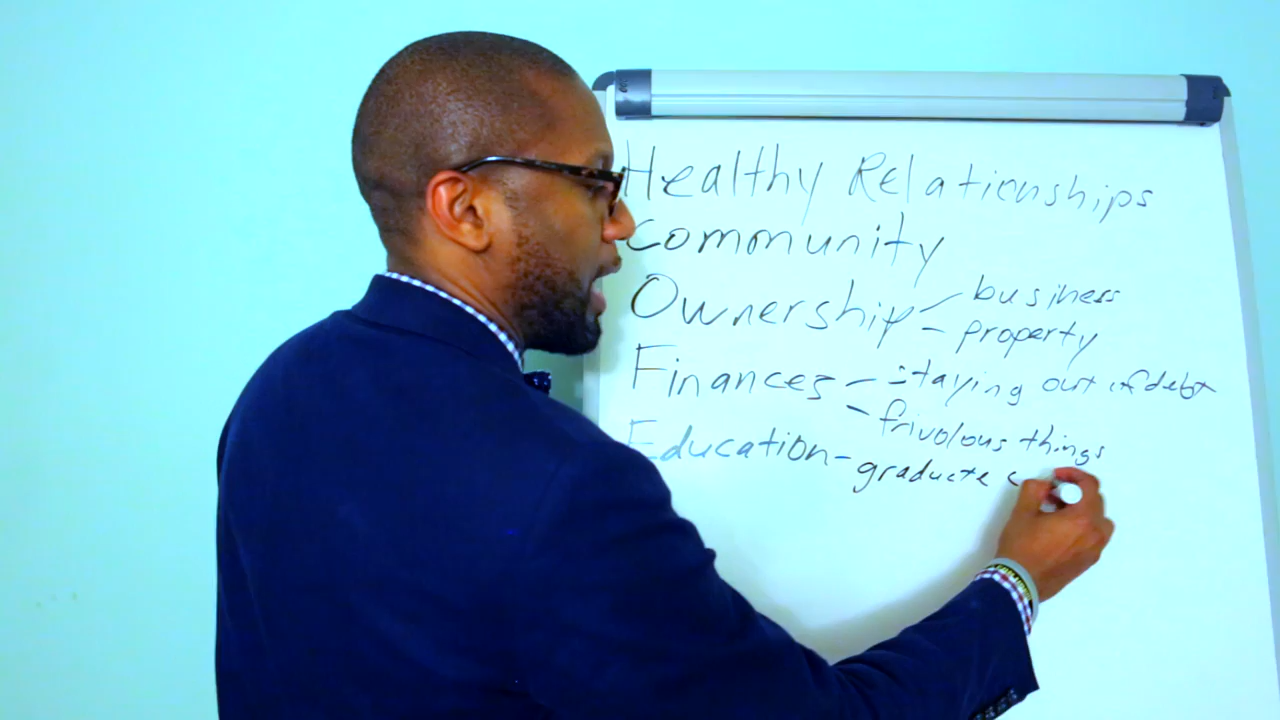 Healthy Relationships
Community
Ownership - business
- property
Finances - staying out of debt
- frivolous things
Education - graduate c